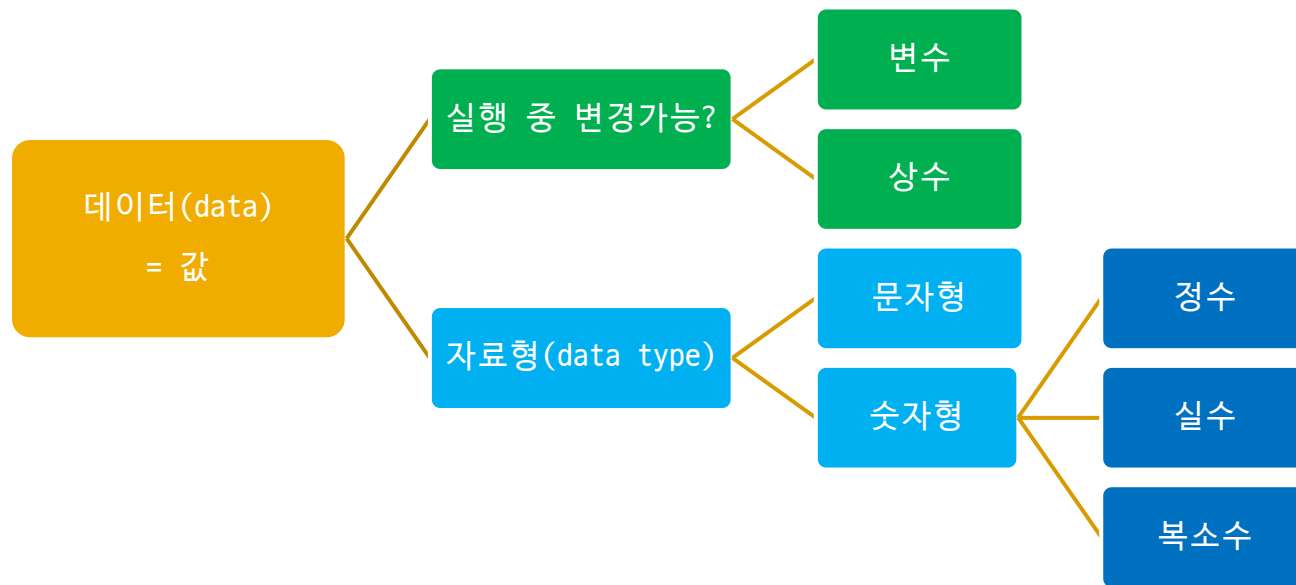 데이터(data)
= 값
실행 중 변경가능?
변수
상수
자료형(data type)
문자형
숫자형
정수
실수
복소수